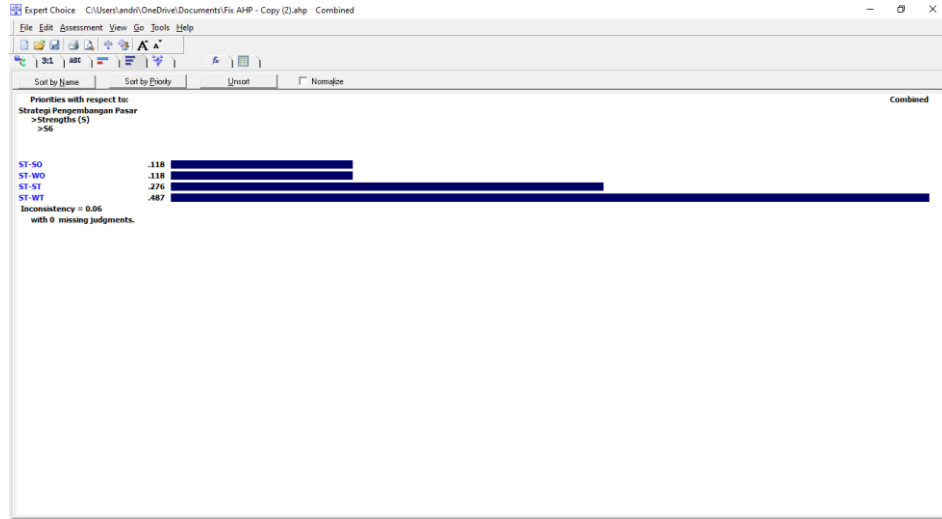 Expert Choice C:\Users\andri\OneDrive\Documents\Fix AHP - Copy (2).ahp Combined
File Edit Assessment View Go Tools Help
3:1 ABC
Sort by Name Sort by Priority Unsort Normalize
Priorities with respect to: Combined
Strategi Pengembangan Pasar
>Strengths (S)
>S6
ST-SO .118
ST-WO .118
ST-ST .276
ST-WT .487
Inconsistency = 0.06
with 0 missing judgments.